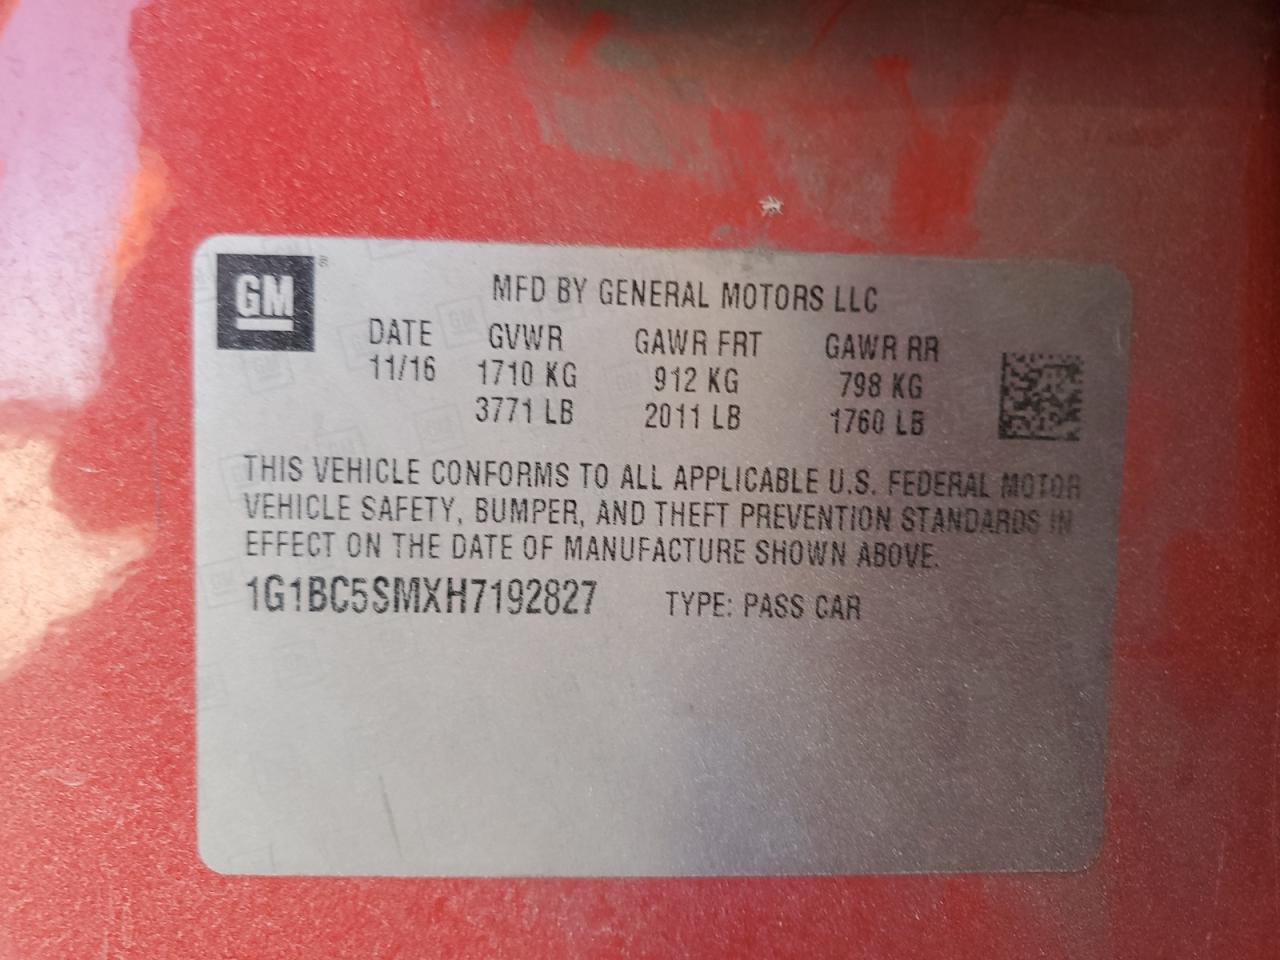 GM
MFD BY GENERAL MOTORS LLC
DATE GVWR GAWR FRT GAWR RR
11/16 1710 KG 912 KG 798 KG
3771 LB 2011 LB 1760 LB
THIS VEHICLE CONFORMS TO ALL APPLICABLE U.S. FEDERAL MOTOR
VEHICLE SAFETY, BUMPER, AND THEFT PREVENTION STANDARDS IN
EFFECT ON THE DATE OF MANUFACTURE SHOWN ABOVE.
1G1BC5SMXH7192827 TYPE: PASS CAR